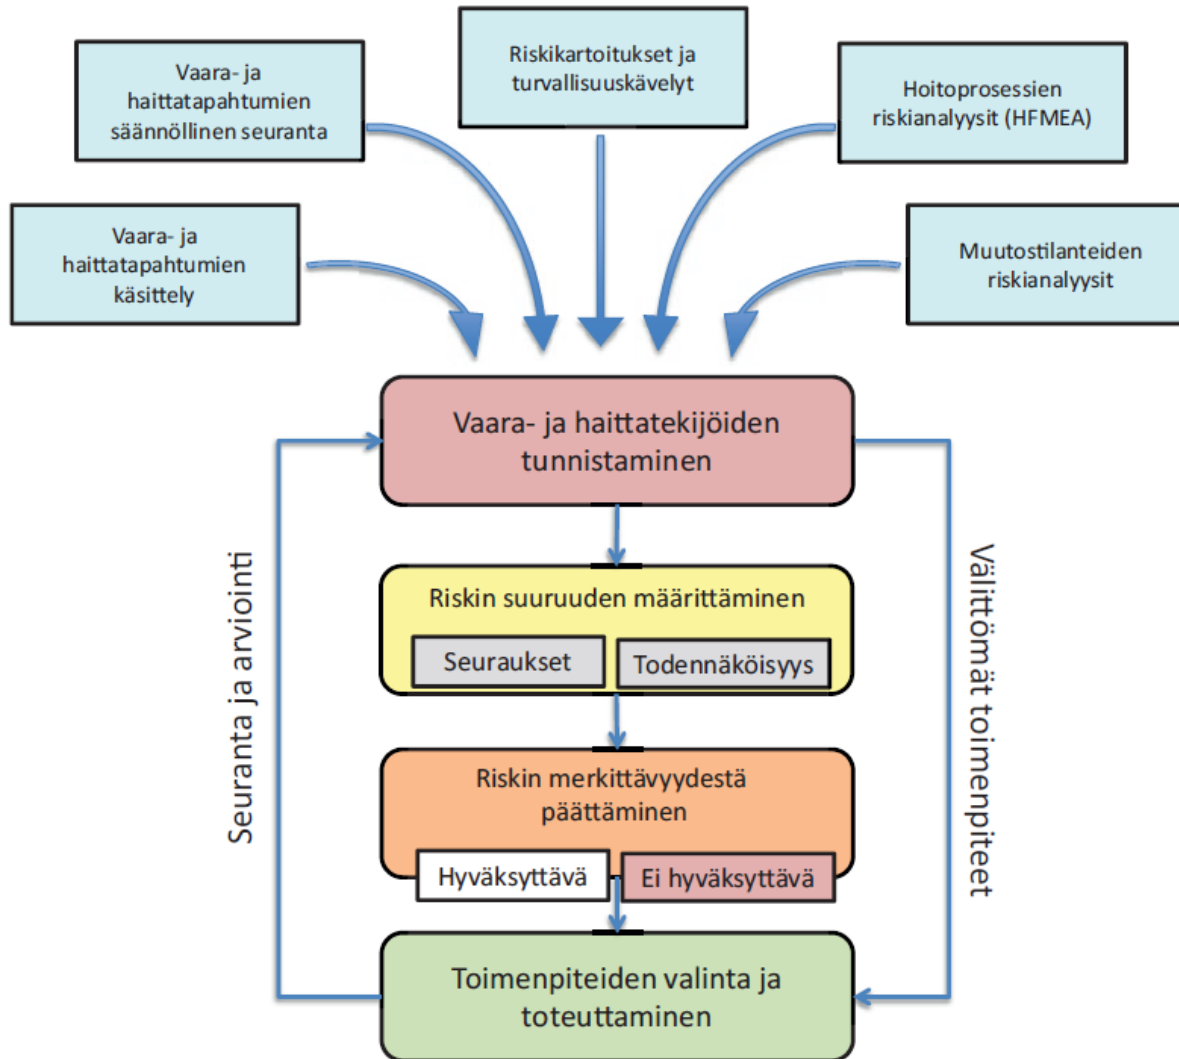 Riskikartoitukset ja
turvallisuuskävelyt
Vaara- ja
haittatapahtumien
säännöllinen seuranta
Hoitoprosessien
riskianalyysit (HFMEA)
Vaara- ja
haittatapahtumien
käsittely
Muutostilanteiden
riskianalyysit
Vaara- ja haittatekijöiden
tunnistaminen
Seuranta ja arviointi
Välittömät toimenpiteet
Riskin suuruuden määrittäminen
Seuraukset
Todennäköisyys
Riskin merkittävyydestä
päättäminen
Hyväksyttävä
Ei hyväksyttävä
Toimenpiteiden valinta ja
toteuttaminen